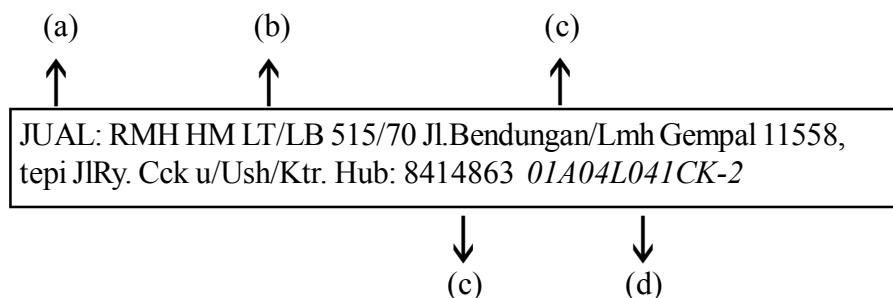 (a) (b) (c)
JUAL: RMH HM LT/LB 515/70 Jl.Bendungan/Lmh Gempal 11558,
tepi JlRy. Cck u/Ush/Ktr. Hub: 8414863 01A04L041CK-2
(c) (d)